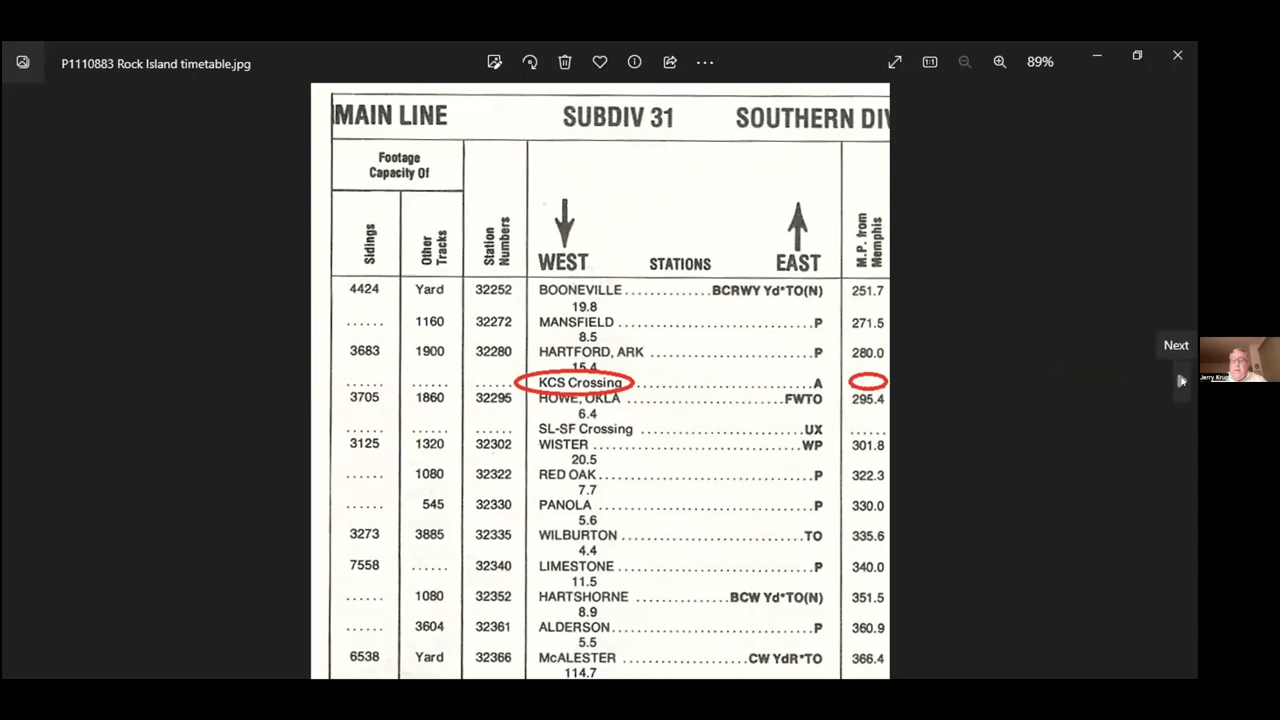 P1110883 Rock Island timetable.jpg
89%
MAIN LINE SUBDIV 31 SOUTHERN DIV
Footage
Capacity Of
Sidings Other Tracks Station Numbers WEST STATIONS EAST M.P. from Memphis
4424 Yard 32252 BOONEVILLE ............ BCRWY Yd*TO(N) 251.7
19.8
...... 1160 32272 MANSFIELD ............ P 271.5
8.5
3683 1900 32280 HARTFORD, ARK ............ P 280.0
15.4
...... ...... ...... KCS Crossing ............ A
3705 1860 32295 HOWE, OKLA ............ FWTO 295.4
6.4
...... ...... ...... SL-SF Crossing ............ UX ......
3125 1320 32302 WISTER ............ WP 301.8
20.5
...... 1080 32322 RED OAK ............ P 322.3
7.7
...... 545 32330 PANOLA ............ P 330.0
5.6
3273 3885 32335 WILBURTON ............ TO 335.6
4.4
7558 ...... 32340 LIMESTONE ............ P 340.0
11.5
...... 1080 32352 HARTSHORNE ............ BCW Yd*TO(N) 351.5
8.9
...... 3604 32361 ALDERSON ............ P 360.9
5.5
6538 Yard 32366 McALESTER ............ CW YdR*TO 366.4
114.7
Next
Jerry